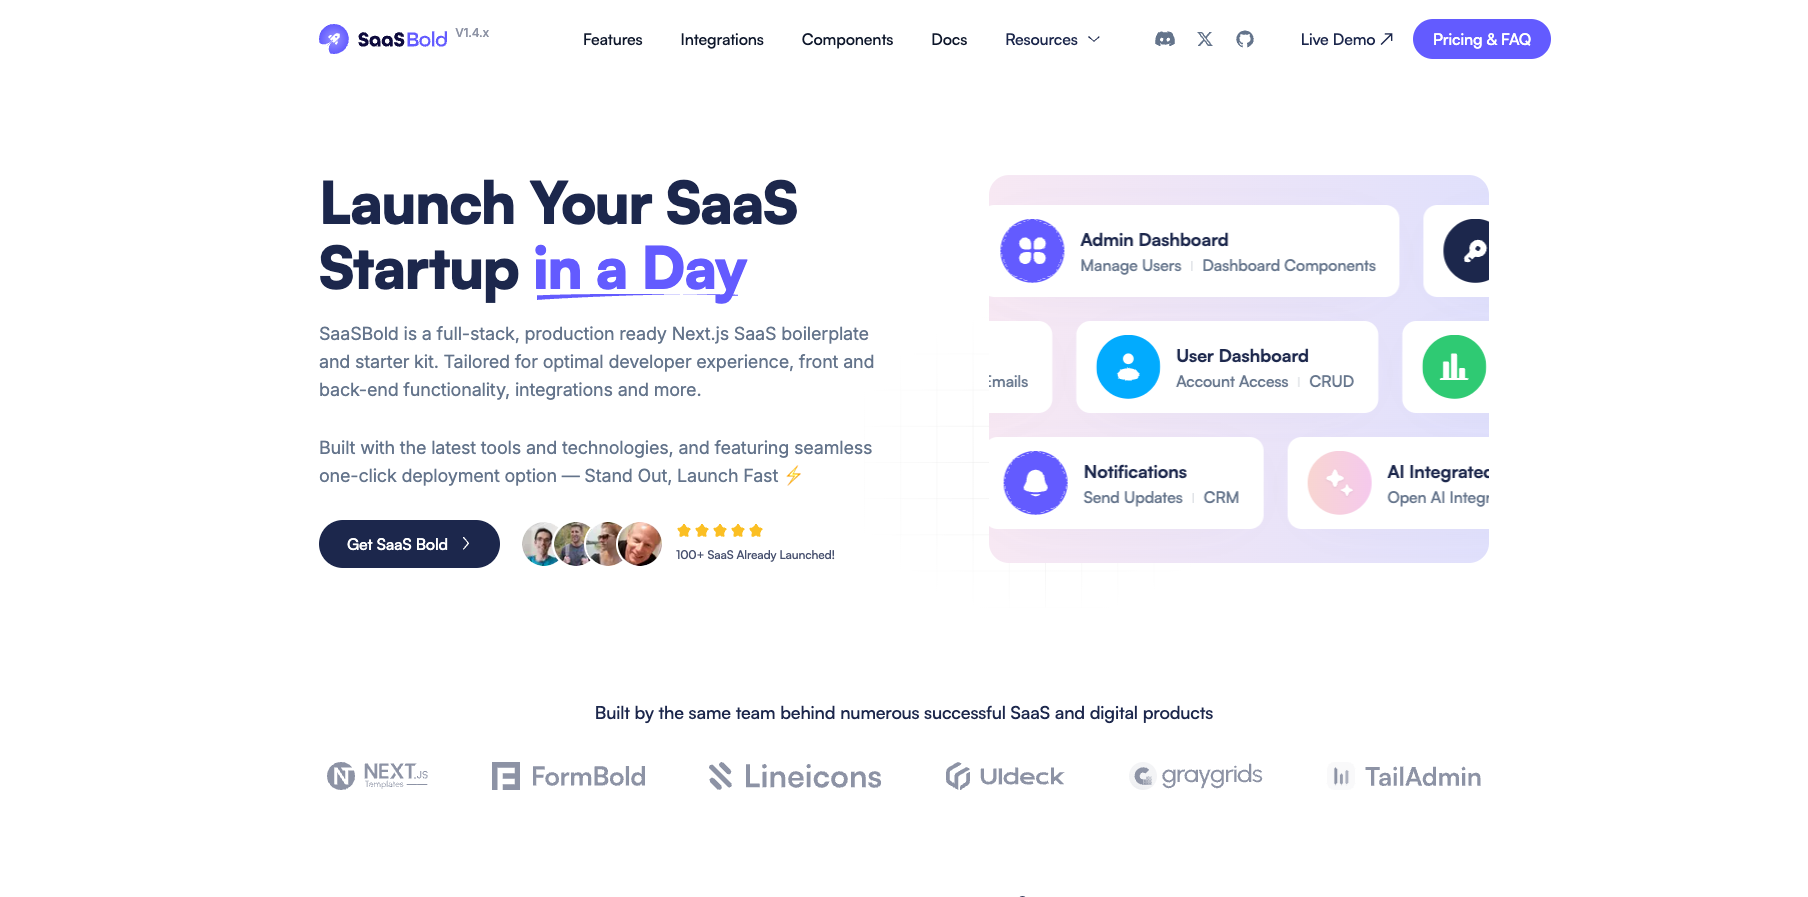 SaaSBold V1.4.x
Features Integrations Components Docs Resources Live Demo Pricing & FAQ
Launch Your SaaS
Startup in a Day
SaaSBold is a full-stack, production ready Next.js SaaS boilerplate
and starter kit. Tailored for optimal developer experience, front and
back-end functionality, integrations and more.
Built with the latest tools and technologies, and featuring seamless
one-click deployment option — Stand Out, Launch Fast ⚡
Get SaaS Bold
100+ SaaS Already Launched!
Admin Dashboard
Manage Users | Dashboard Components
Emails
User Dashboard
Account Access | CRUD
Notifications
Send Updates | CRM
AI Integrated
Open AI Integr
Built by the same team behind numerous successful SaaS and digital products
NEXT.JS
Templates
FormBold
Lineicons
UIdeck
graygrids
TailAdmin